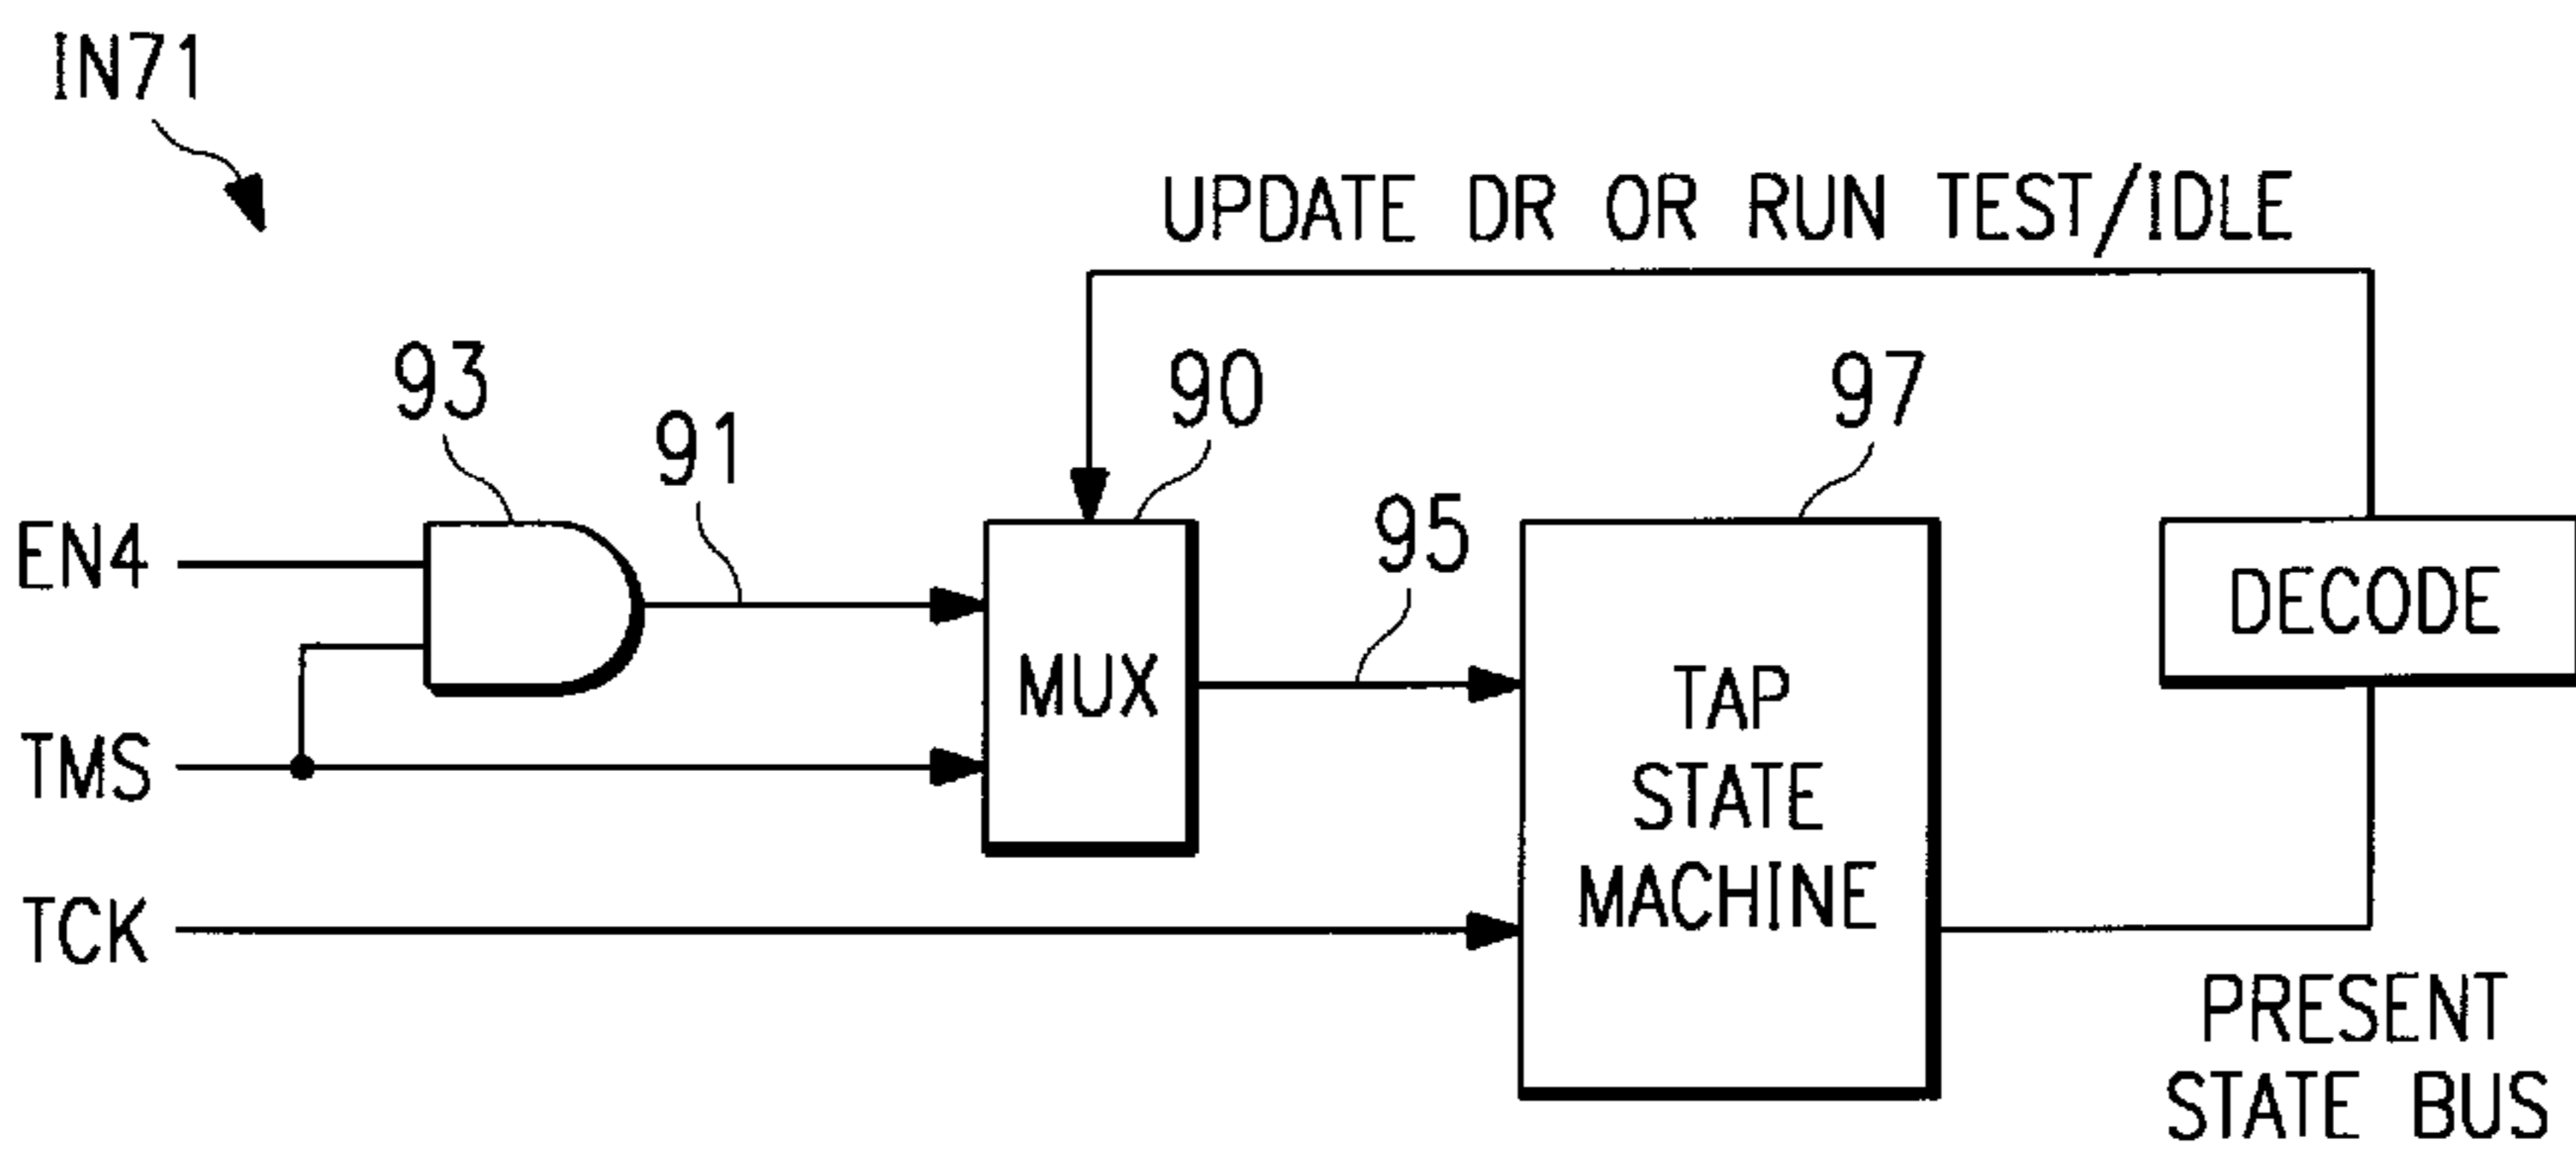 IN71
UPDATE DR OR RUN TEST/IDLE
93
91
90
95
97
EN4
TMS
TCK
MUX
TAP
STATE
MACHINE
DECODE
PRESENT
STATE BUS